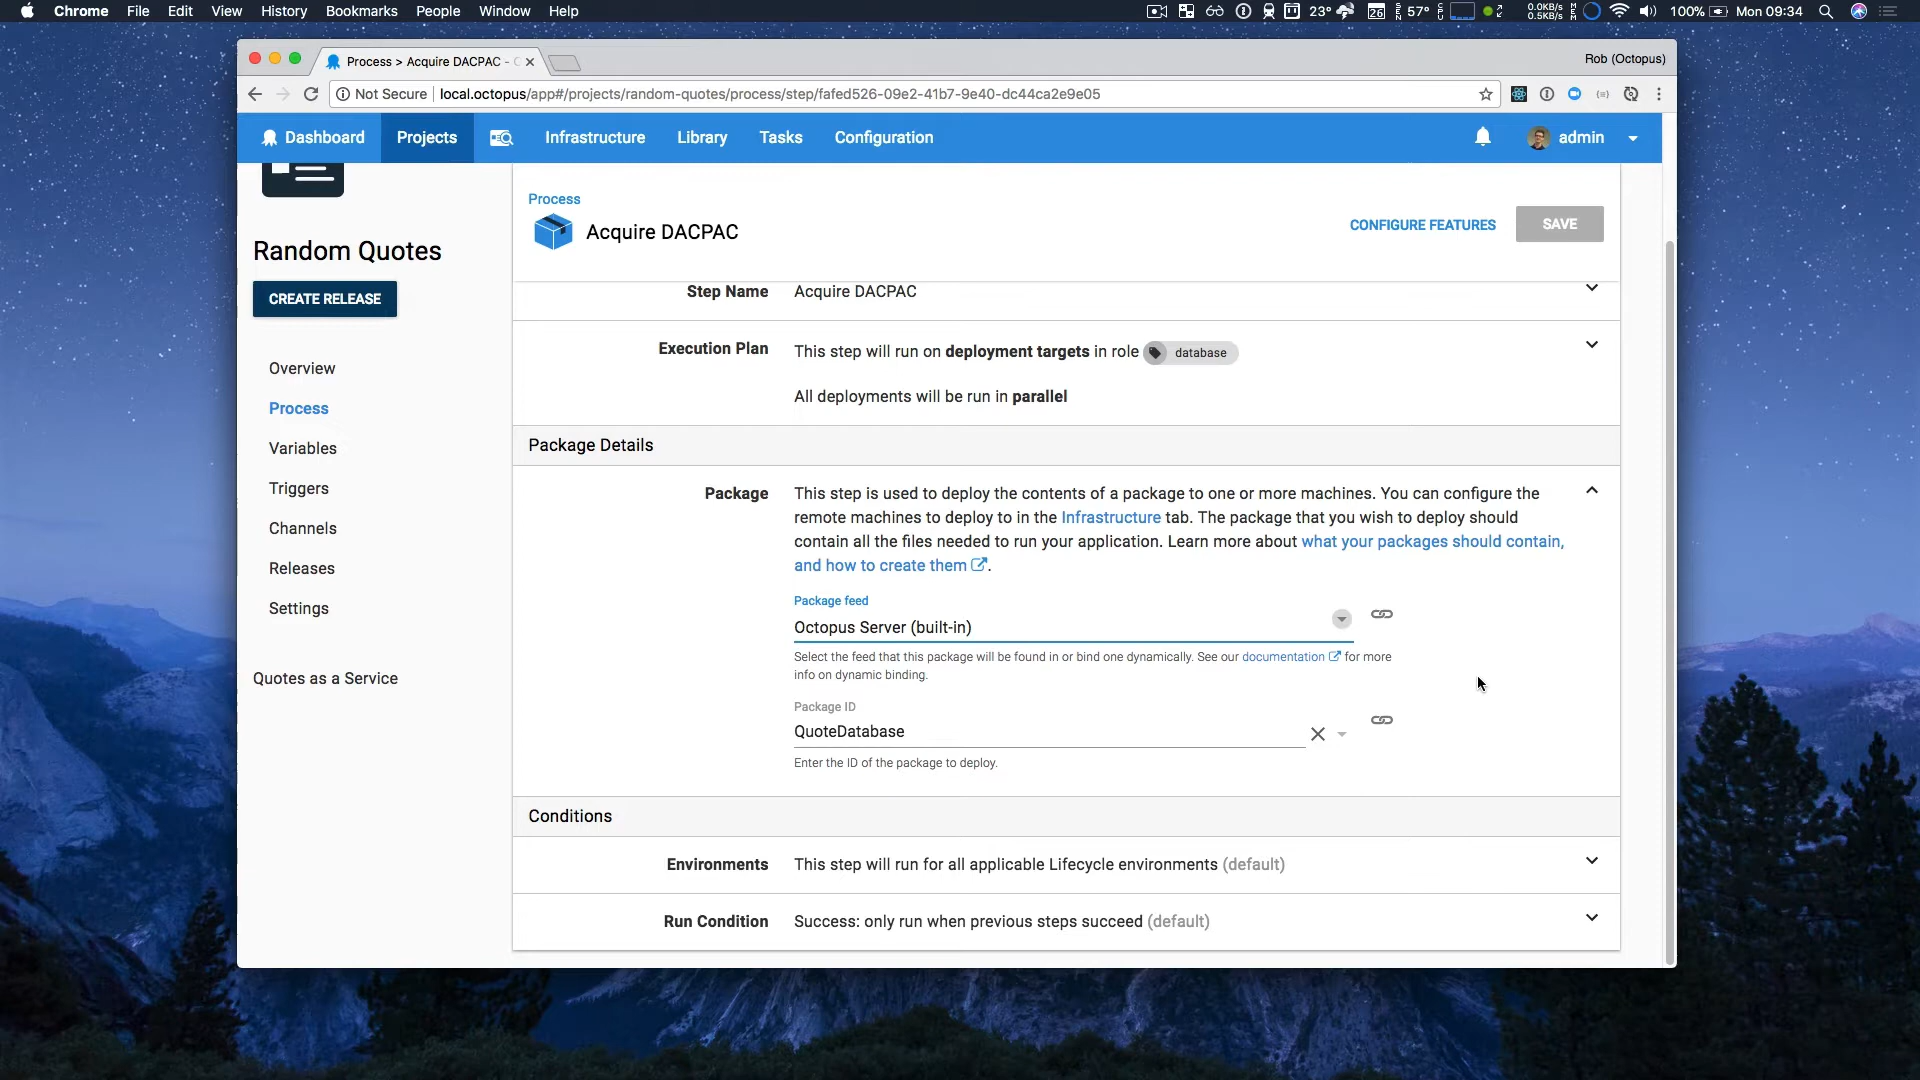 Chrome File Edit View History Bookmarks People Window Help
23° 26 57° 0.0KB/s 0.5KB/s 100% Mon 09:34
Process > Acquire DACPAC -
Rob (Octopus)
Not Secure local.octopus/app#/projects/random-quotes/process/step/fafed526-09e2-41b7-9e40-dc44ca2e9e05
Dashboard Projects Infrastructure Library Tasks Configuration admin
Random Quotes
CREATE RELEASE
Overview
Process
Variables
Triggers
Channels
Releases
Settings
Quotes as a Service
Process
Acquire DACPAC
CONFIGURE FEATURES SAVE
Step Name Acquire DACPAC
Execution Plan This step will run on deployment targets in role database
All deployments will be run in parallel
Package Details
Package This step is used to deploy the contents of a package to one or more machines. You can configure the
remote machines to deploy to in the Infrastructure tab. The package that you wish to deploy should
contain all the files needed to run your application. Learn more about what your packages should contain,
and how to create them.
Package feed
Octopus Server (built-in)
Select the feed that this package will be found in or bind one dynamically. See our documentation for more
info on dynamic binding.
Package ID
QuoteDatabase
Enter the ID of the package to deploy.
Conditions
Environments This step will run for all applicable Lifecycle environments (default)
Run Condition Success: only run when previous steps succeed (default)